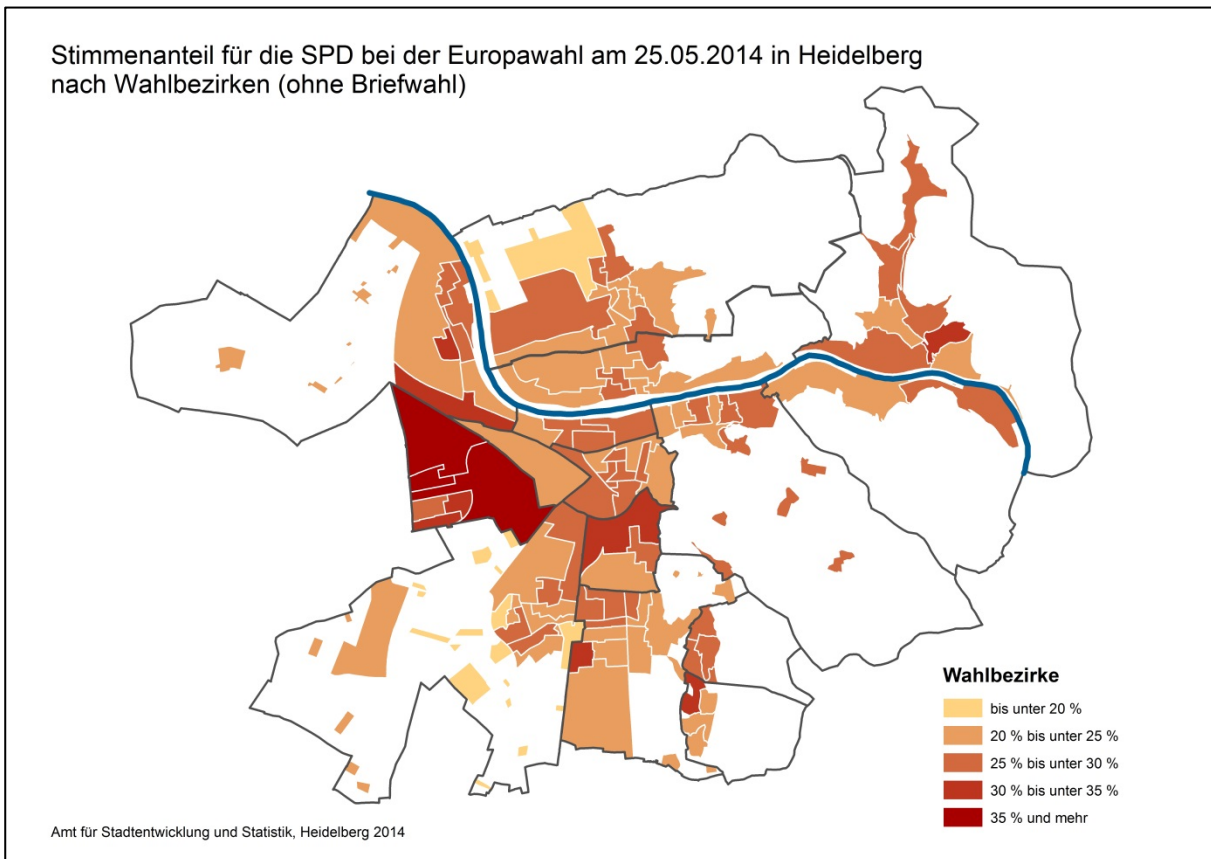 Stimmenanteil für die SPD bei der Europawahl am 25.05.2014 in Heidelberg
nach Wahlbezirken (ohne Briefwahl)
Wahlbezirke
bis unter 20 %
20 % bis unter 25 %
25 % bis unter 30 %
30 % bis unter 35 %
35 % und mehr
Amt für Stadtentwicklung und Statistik, Heidelberg 2014